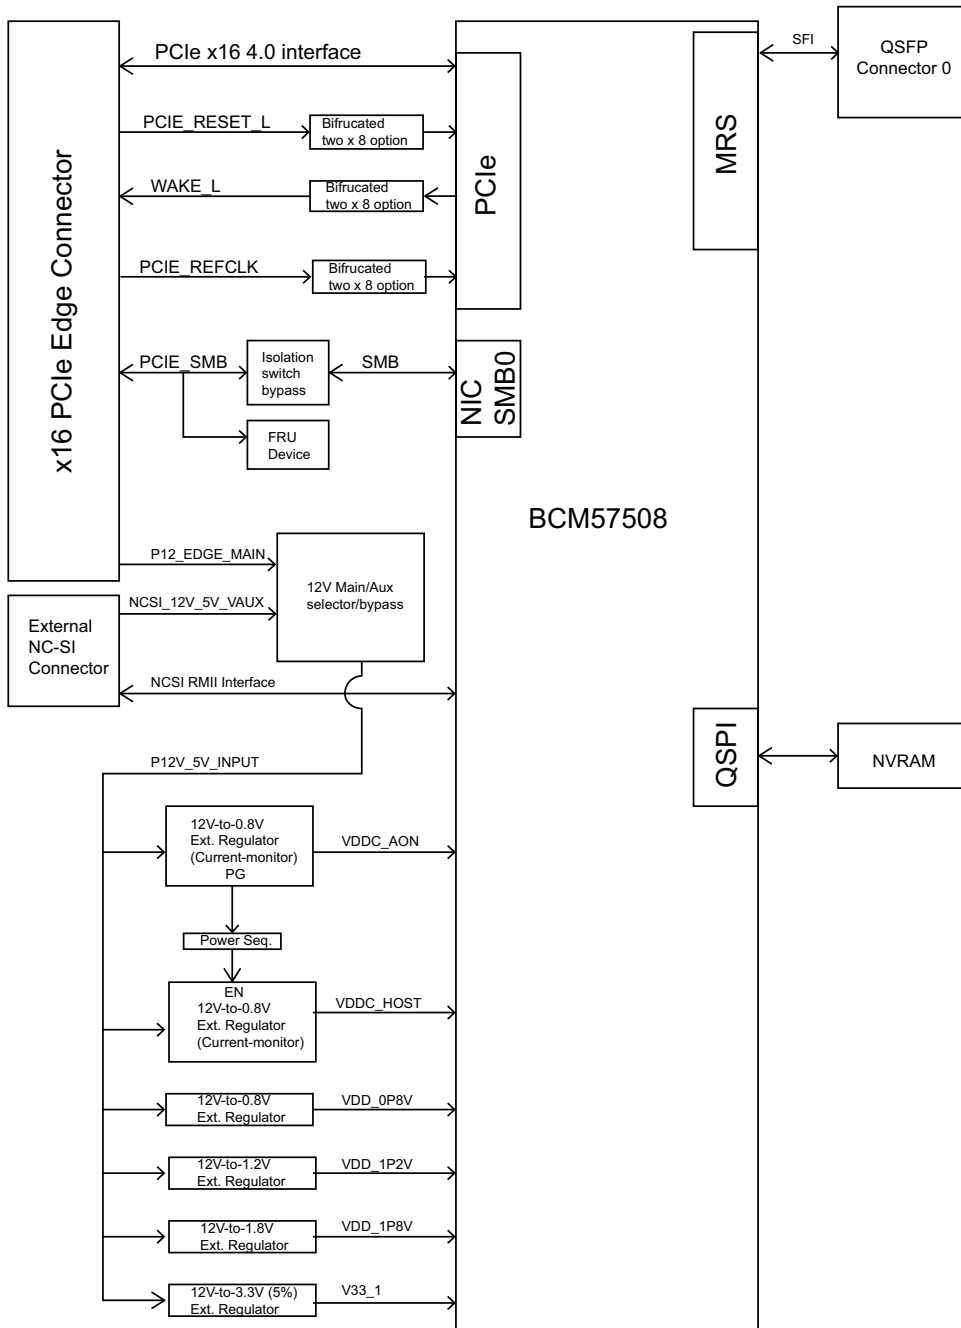 x16 PCIe Edge Connector
PCIe x16 4.0 interface
PCIE_RESET_L
Bifrucated
two x 8 option
WAKE_L
Bifrucated
two x 8 option
PCIE_REFCLK
Bifrucated
two x 8 option
PCIe
PCIE_SMB
Isolation
switch
bypass
SMB
NIC
SMB0
FRU
Device
MRS
SFI
QSFP
Connector 0
BCM57508
P12_EDGE_MAIN
12V Main/Aux
selector/bypass
NCSI_12V_5V_VAUX
External
NC-SI
Connector
NCSI RMII Interface
QSPI
NVRAM
P12V_5V_INPUT
12V-to-0.8V
Ext. Regulator
(Current-monitor)
PG
VDDC_AON
Power Seq.
EN
12V-to-0.8V
Ext. Regulator
(Current-monitor)
VDDC_HOST
12V-to-0.8V
Ext. Regulator
VDD_0P8V
12V-to-1.2V
Ext. Regulator
VDD_1P2V
12V-to-1.8V
Ext. Regulator
VDD_1P8V
12V-to-3.3V (5%)
Ext. Regulator
V33_1